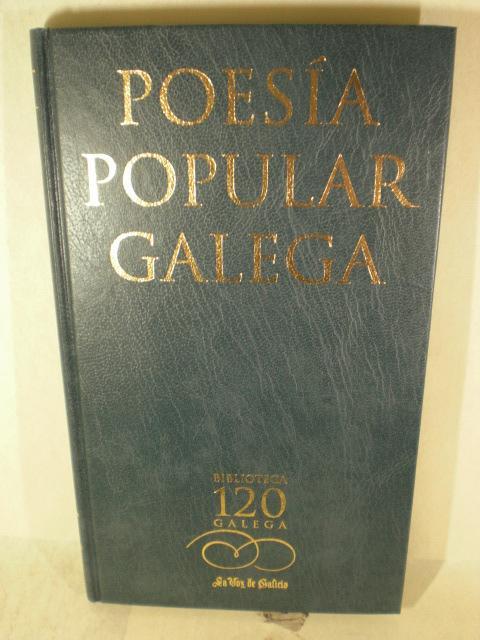 POESÍA
POPULAR
GALEGA
BIBLIOTECA
120
GALEGA
La Voz de Galicia